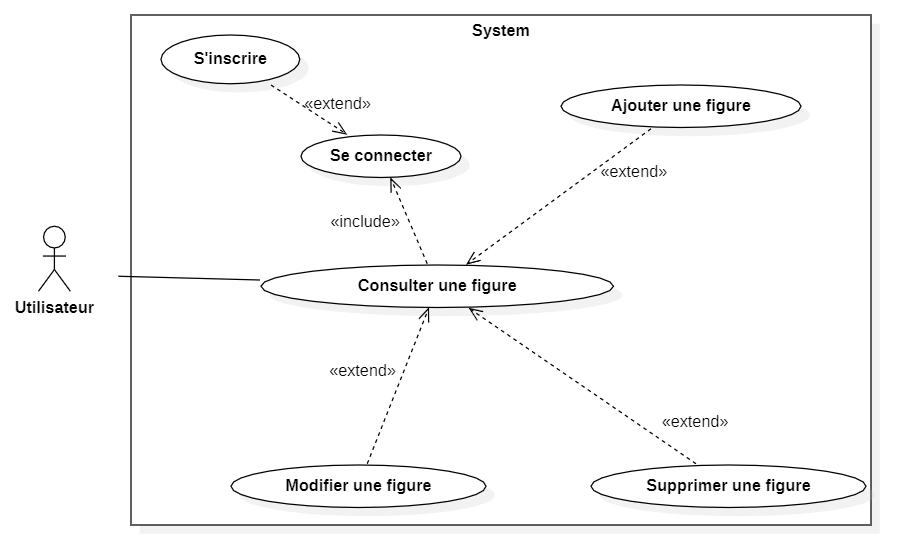 System
S'inscrire
«extend»
Ajouter une figure
Se connecter
«extend»
«include»
Consulter une figure
Utilisateur
«extend»
«extend»
Modifier une figure
Supprimer une figure